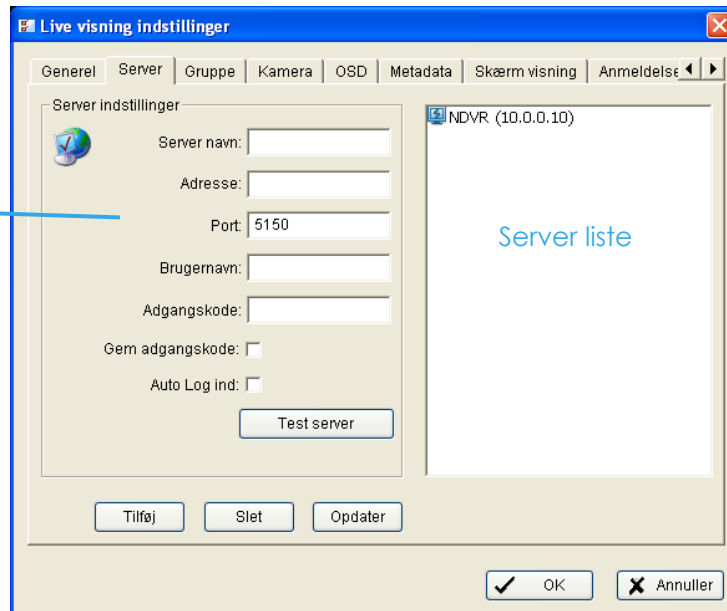 Live visning indstillinger
Generel Server Gruppe Kamera OSD Metadata Skærm visning Anmeldelse
Server indstillinger
Server navn:
Adresse:
Port: 5150
Brugernavn:
Adgangskode:
Gem adgangskode:
Auto Log ind:
Test server
NDVR (10.0.0.10)
Server liste
Tilføj Slet Opdater
OK Annuller